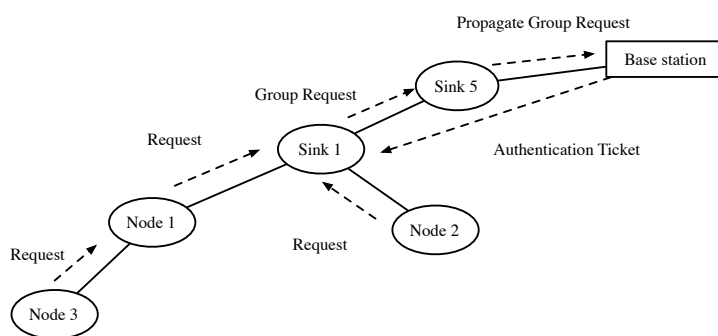 Propagate Group Request
Base station
Sink 5
Group Request
Request
Sink 1
Authentication Ticket
Node 1
Request
Node 2
Request
Node 3